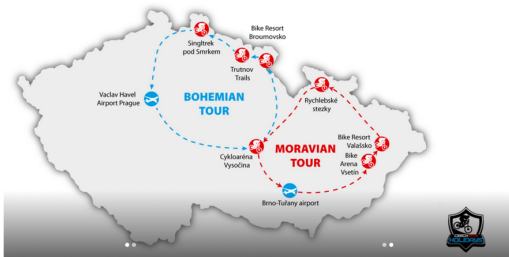 Bike Resort
Broumovsko
Singltrek
pod Smrkem
Trutnov
Trails
Vaclav Havel
Airport Prague
BOHEMIAN
TOUR
Rychlebské
stezky
Bike Resort
Valašsko
MORAVIAN
TOUR
Bike
Arena
Vsetín
Cykloaréna
Vysočina
Brno-Tuřany airport
HOLIDAYS